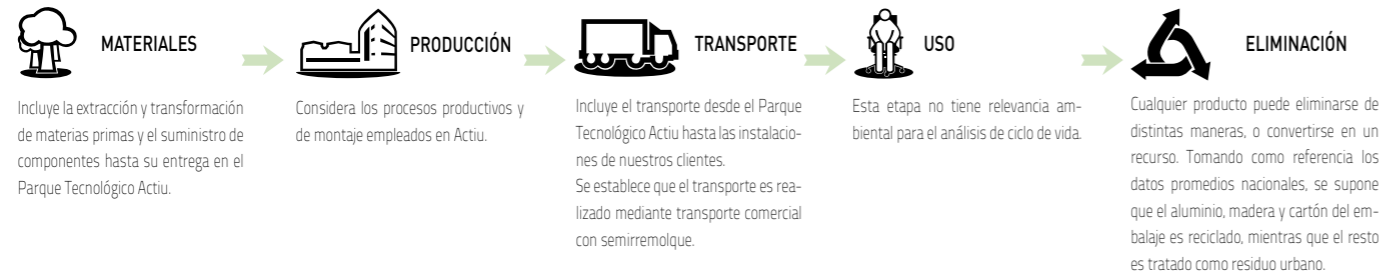 MATERIALES
Incluye la extracción y transformación
de materias primas y el suministro de
componentes hasta su entrega en el
Parque Tecnológico Actiu.
PRODUCCIÓN
Considera los procesos productivos y
de montaje empleados en Actiu.
TRANSPORTE
Incluye el transporte desde el Parque
Tecnológico Actiu hasta las instalacio-
nes de nuestros clientes.
Se establece que el transporte es rea-
lizado mediante transporte comercial
con semirremolque.
USO
Esta etapa no tiene relevancia am-
biental para el análisis de ciclo de vida.
ELIMINACIÓN
Cualquier producto puede eliminarse de
distintas maneras, o convertirse en un
recurso. Tomando como referencia los
datos promedios nacionales, se supone
que el aluminio, madera y cartón del em-
balaje es reciclado, mientras que el resto
es tratado como residuo urbano.